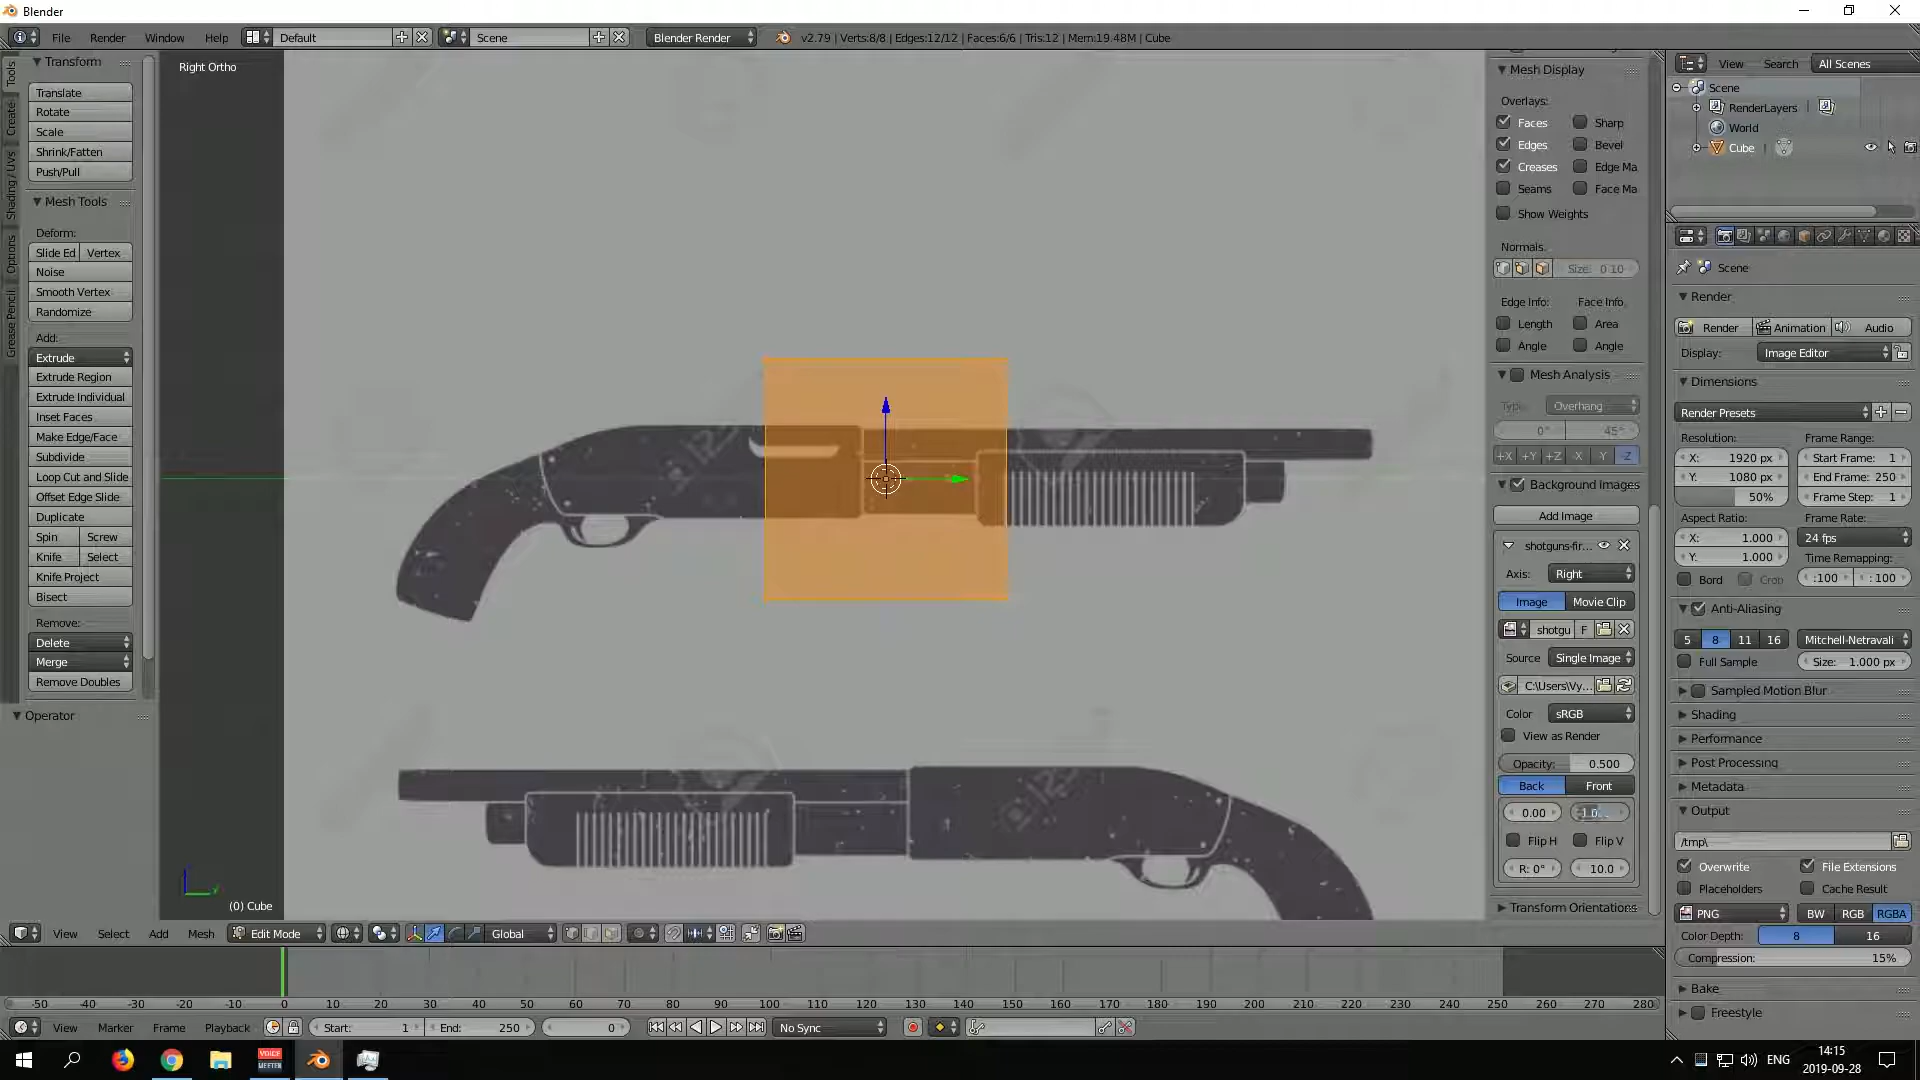 Blender
File Render Window Help Default Scene Blender Render v2.79 | Verts:8/8 | Edges:12/12 | Faces:6/6 | Tris:12 | Mem:19.48M | Cube
Tools
Create
Shading / UVs
Options
Grease Pencil
Transform
Translate
Rotate
Scale
Shrink/Fatten
Push/Pull
Mesh Tools
Deform:
Slide Ed Vertex
Noise
Smooth Vertex
Randomize
Add:
Extrude
Extrude Region
Extrude Individual
Inset Faces
Make Edge/Face
Subdivide
Loop Cut and Slide
Offset Edge Slide
Duplicate
Spin Screw
Knife Select
Knife Project
Bisect
Remove:
Delete
Merge
Remove Doubles
Operator
Right Ortho
(0) Cube
Mesh Display
Overlays:
Faces Sharp
Edges Bevel
Creases Edge Ma
Seams Face Ma
Show Weights
Normals:
Size: 0.10
Edge Info: Face Info
Length Area
Angle Angle
Mesh Analysis
Type: Overhang
0° 45°
+X +Y +Z -X -Y -Z
Background Images
Add Image
shotguns-fir...
Axis: Right
Image Movie Clip
shotgu F
Source Single Image
C:\Users\Vy...
Color sRGB
View as Render
Opacity: 0.500
Back Front
0.00
Flip H Flip V
R: 0° 10.0
Transform Orientations
View Search All Scenes
Scene
RenderLayers |
World
Cube |
Scene
Render
Render Animation Audio
Display: Image Editor
Dimensions
Render Presets
Resolution: Frame Range:
X: 1920 px Start Frame: 1
Y: 1080 px End Frame: 250
50% Frame Step: 1
Aspect Ratio: Frame Rate:
X: 1.000 24 fps
Y: 1.000 Time Remapping:
Bord Crop :100 : 100
Anti-Aliasing
5 8 11 16 Mitchell-Netravali
Full Sample Size: 1.000 px
Sampled Motion Blur
Shading
Performance
Post Processing
Metadata
Output
/tmp\
Overwrite File Extensions
Placeholders Cache Result
PNG BW RGB RGBA
Color Depth: 8 16
Compression: 15%
Bake
Freestyle
View Select Add Mesh Edit Mode Global
-50 -40 -30 -20 -10 0 10 20 30 40 50 60 70 80 90 100 110 120 130 140 150 160 170 180 190 200 210 220 230 240 250 260 270 280
View Marker Frame Playback Start: 1 End: 250 0 No Sync
VOICE
MEETER
ENG
14:15
2019-09-28